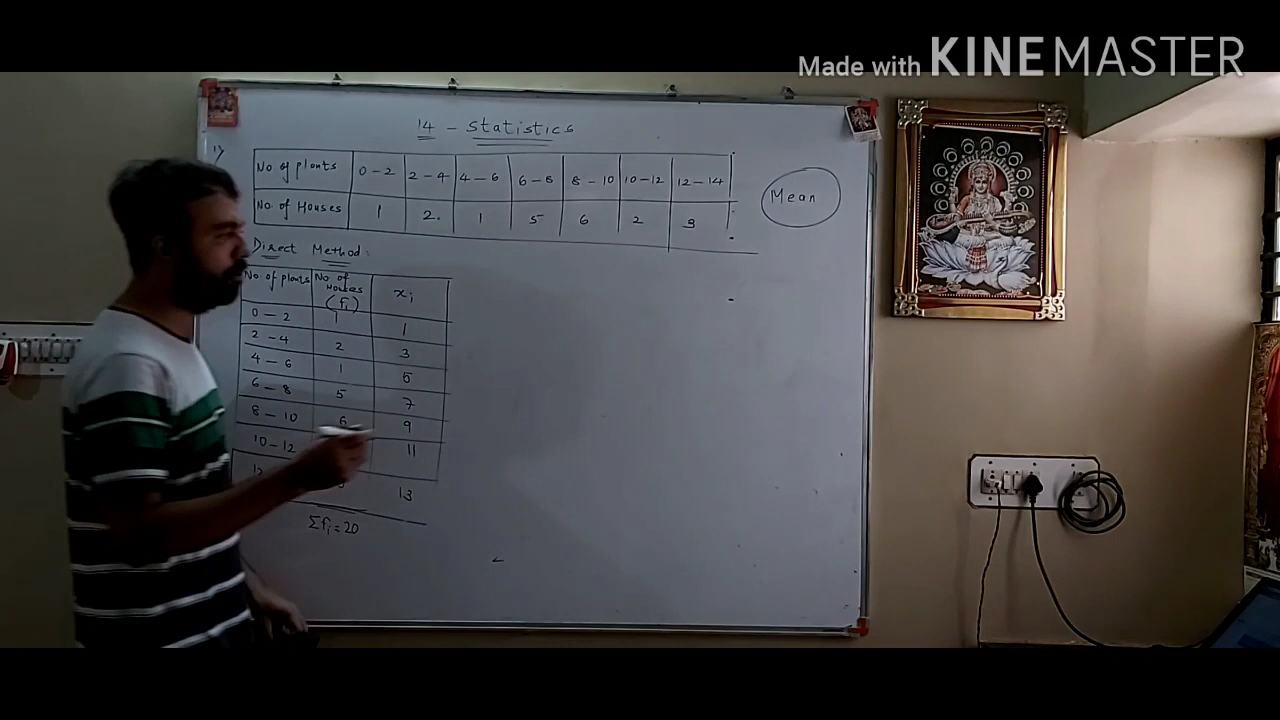 Made with KINEMASTER
14 - Statistics
1)
No of plants 0-2 2-4 4-6 6-8 8-10 10-12 12-14
No. of Houses 1 2. 1 5 6 2 3
Mean
Direct Method:
No of plants No of Houses (fi) xi
0-2 1 1
2-4 2 3
4-6 1 5
6-8 5 7
8-10 6 9
10-12 11
12 3 13
Σfi = 20